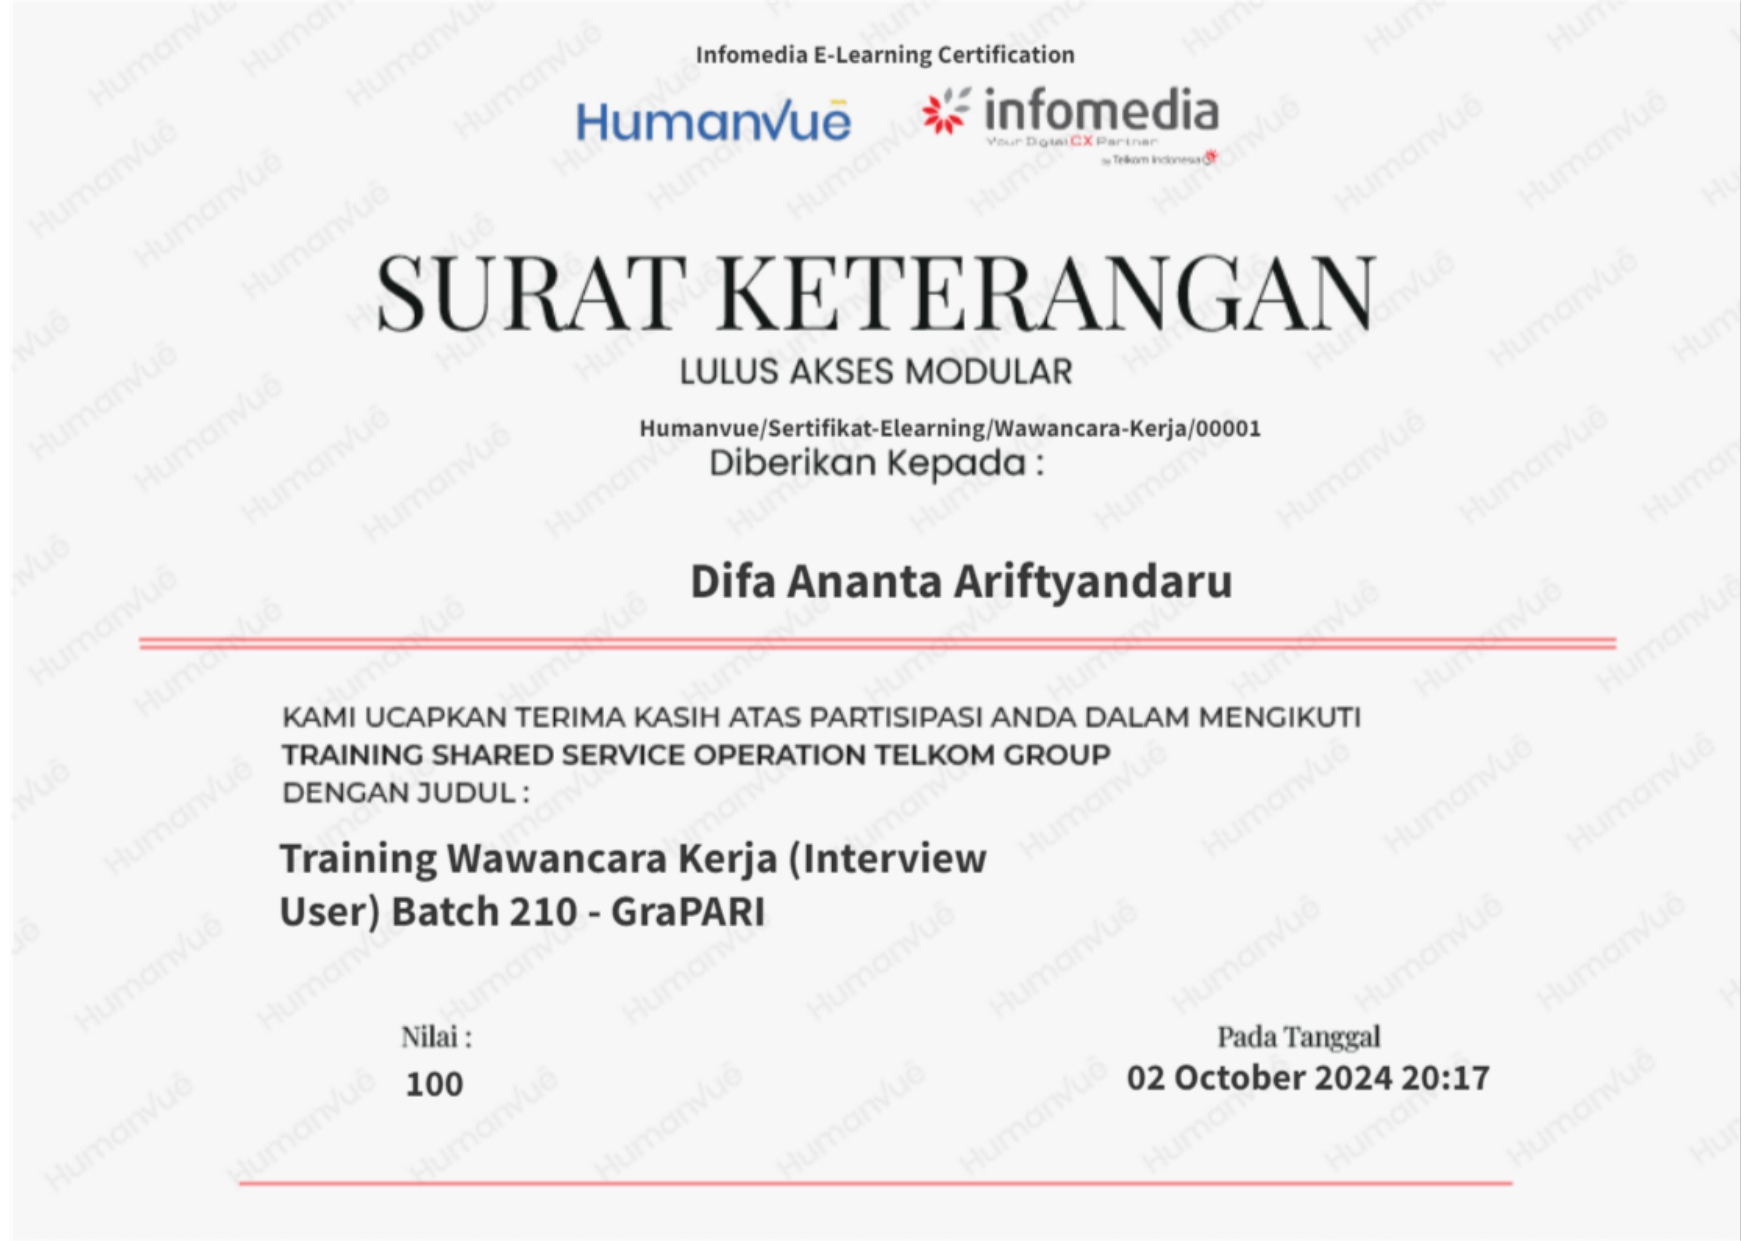 Infomedia E-Learning Certification
Humanvuē infomedia
Your Digital CX Partner
by Telkom Indonesia
SURAT KETERANGAN
LULUS AKSES MODULAR
Humanvue/Sertifikat-Elearning/Wawancara-Kerja/00001
Diberikan Kepada :
Difa Ananta Ariftyandaru
KAMI UCAPKAN TERIMA KASIH ATAS PARTISIPASI ANDA DALAM MENGIKUTI
TRAINING SHARED SERVICE OPERATION TELKOM GROUP
DENGAN JUDUL :
Training Wawancara Kerja (Interview
User) Batch 210 - GraPARI
Nilai : Pada Tanggal
100 02 October 2024 20:17